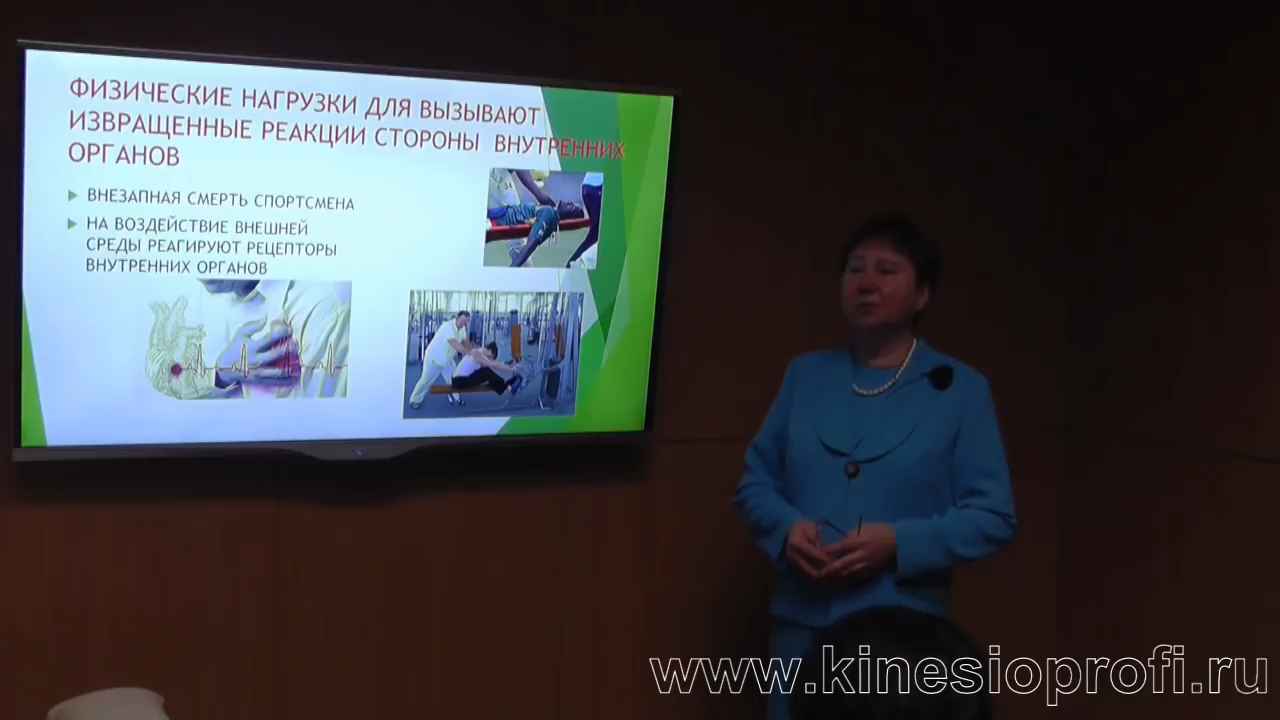 ФИЗИЧЕСКИЕ НАГРУЗКИ ДЛЯ ВЫЗЫВАЮТ
ИЗВРАЩЕННЫЕ РЕАКЦИИ СТОРОНЫ ВНУТРЕННИХ
ОРГАНОВ
ВНЕЗАПНАЯ СМЕРТЬ СПОРТСМЕНА
НА ВОЗДЕЙСТВИЕ ВНЕШНЕЙ
СРЕДЫ РЕАГИРУЮТ РЕЦЕПТОРЫ
ВНУТРЕННИХ ОРГАНОВ
34
www.kinesioprofi.ru